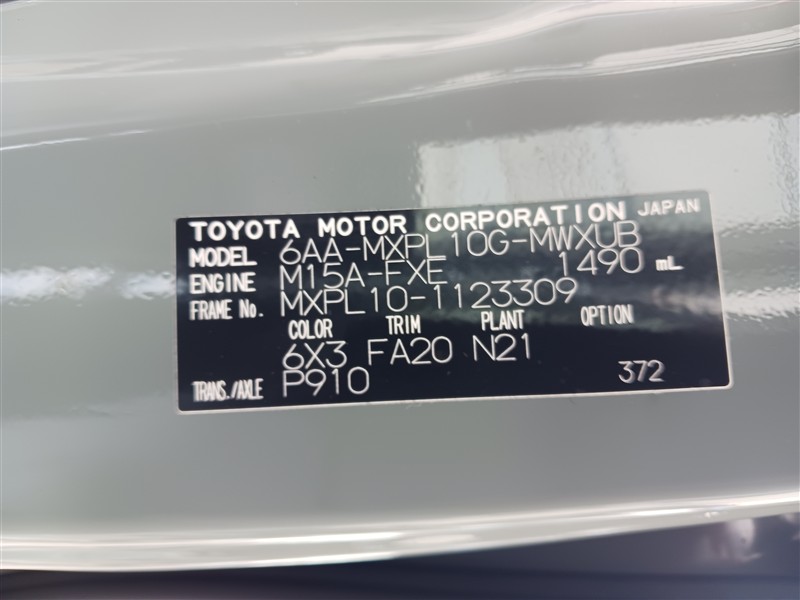 TOYOTA MOTOR CORPORATION JAPAN
MODEL 6AA-MXPL10G-MWXUB
ENGINE M15A-FXE 1490 mL
FRAME No. MXPL10-1123309
COLOR TRIM PLANT OPTION
6X3 FA20 N21
TRANS./AXLE P910 372